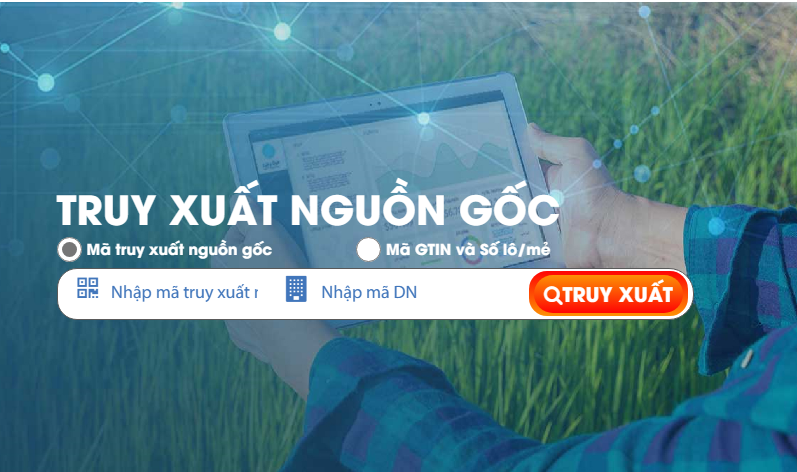 TRUY XUẤT NGUỒN GỐC
Mã truy xuất nguồn gốc Mã GTIN và Số lô/mẻ
Nhập mã truy xuất Nhập mã DN TRUY XUẤT